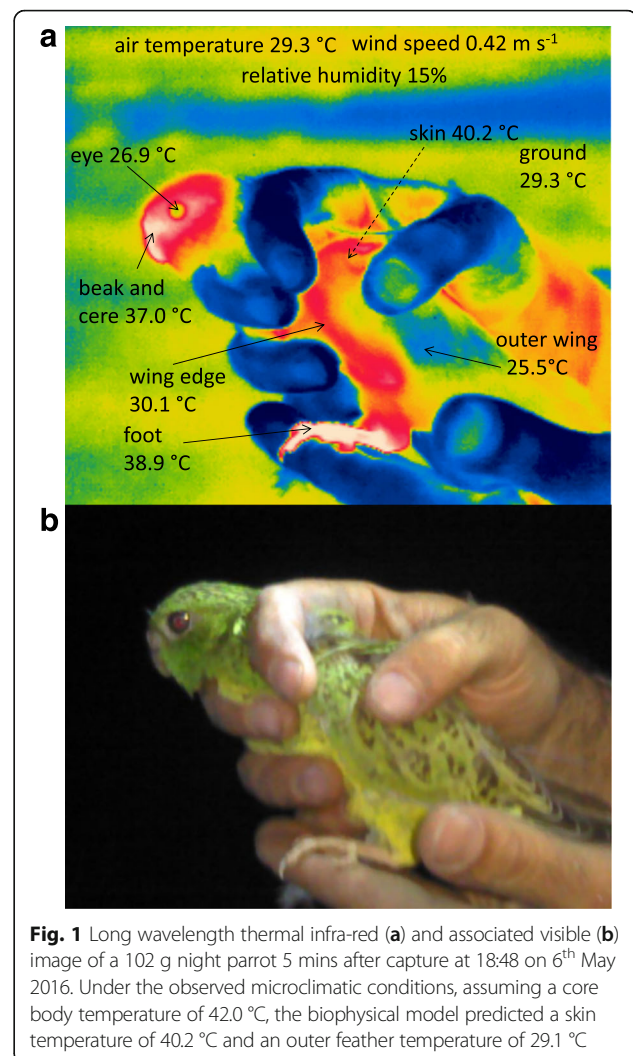 a
air temperature 29.3 °C wind speed 0.42 m s⁻¹
relative humidity 15%
skin 40.2 °C
eye 26.9 °C
ground
29.3 °C
beak and
cere 37.0 °C
outer wing
25.5°C
wing edge
30.1 °C
foot
38.9 °C
b
Fig. 1 Long wavelength thermal infra-red (a) and associated visible (b)
image of a 102 g night parrot 5 mins after capture at 18:48 on 6th May
2016. Under the observed microclimatic conditions, assuming a core
body temperature of 42.0 °C, the biophysical model predicted a skin
temperature of 40.2 °C and an outer feather temperature of 29.1 °C